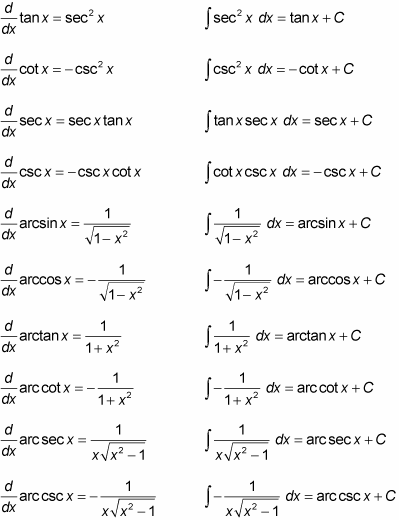 d/dx tan x = sec² x    ∫ sec² x dx = tan x + C
d/dx cot x = −csc² x    ∫ csc² x dx = −cot x + C
d/dx sec x = sec x tan x    ∫ tan x sec x dx = sec x + C
d/dx csc x = −csc x cot x    ∫ cot x csc x dx = −csc x + C
d/dx arcsin x = 1/√(1− x²)    ∫ 1/√(1− x²) dx = arcsin x + C
d/dx arccos x = − 1/√(1− x²)    ∫ − 1/√(1− x²) dx = arccos x + C
d/dx arctan x = 1/(1+ x²)    ∫ 1/(1+ x²) dx = arctan x + C
d/dx arc cot x = − 1/(1+ x²)    ∫ − 1/(1+ x²) dx = arc cot x + C
d/dx arc sec x = 1/(x√(x² − 1))    ∫ 1/(x√(x² − 1)) dx = arc sec x + C
d/dx arc csc x = − 1/(x√(x² − 1))    ∫ − 1/(x√(x² − 1)) dx = arc csc x + C